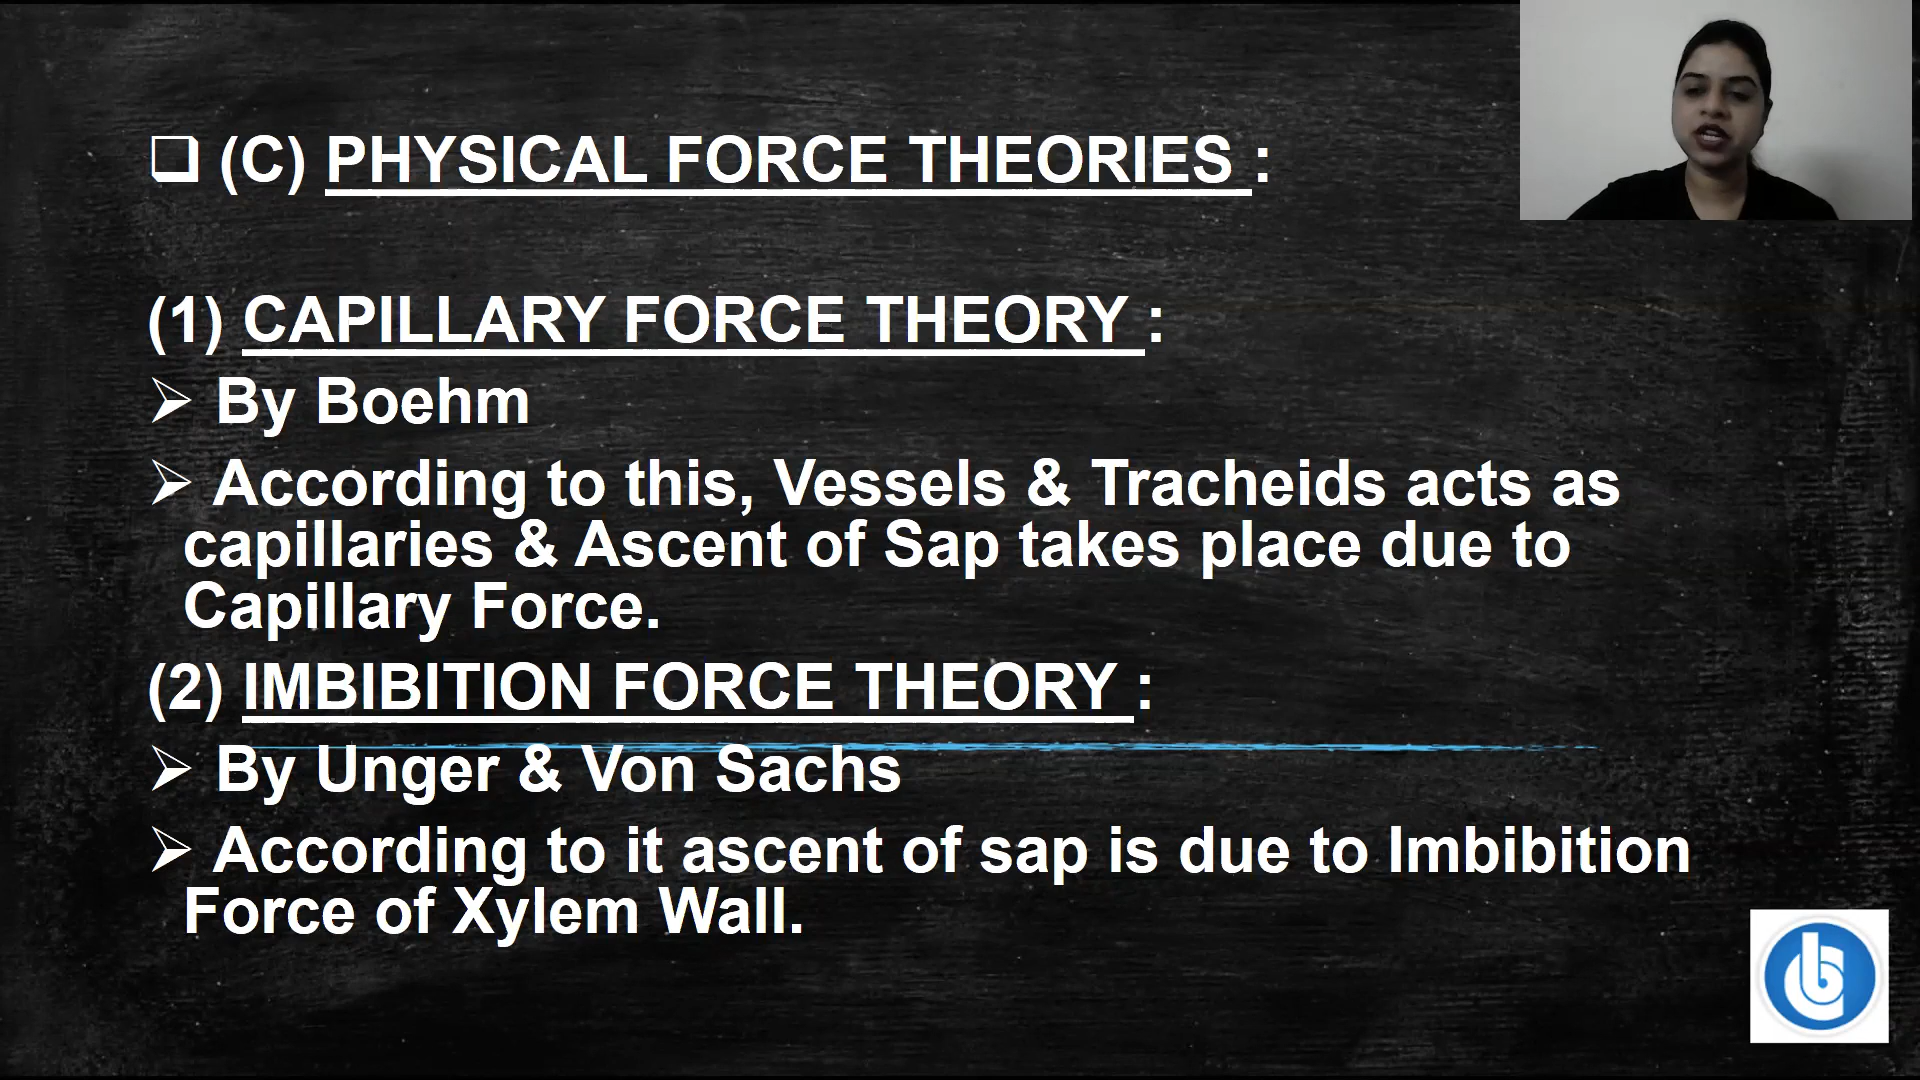 ❑ (C) PHYSICAL FORCE THEORIES :
(1) CAPILLARY FORCE THEORY :
➢ By Boehm
➢ According to this, Vessels & Tracheids acts as
capillaries & Ascent of Sap takes place due to
Capillary Force.
(2) IMBIBITION FORCE THEORY :
➢ By Unger & Von Sachs
➢ According to it ascent of sap is due to Imbibition
Force of Xylem Wall.